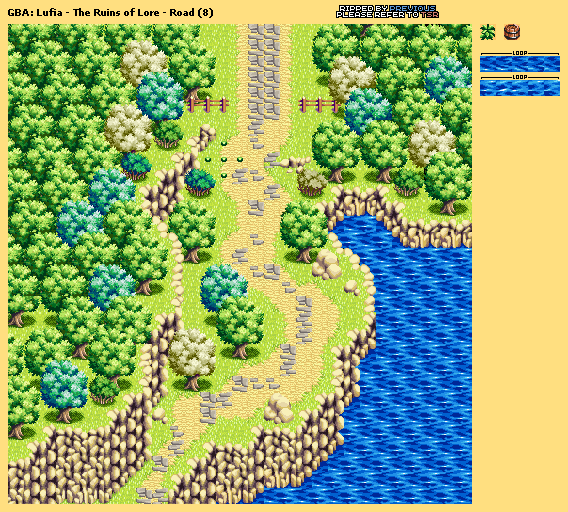 GBA: Lufia - The Ruins of Lore - Road (8)
RIPPED BY PREVIOUS
PLEASE REFER TO TSR
LOOP
LOOP